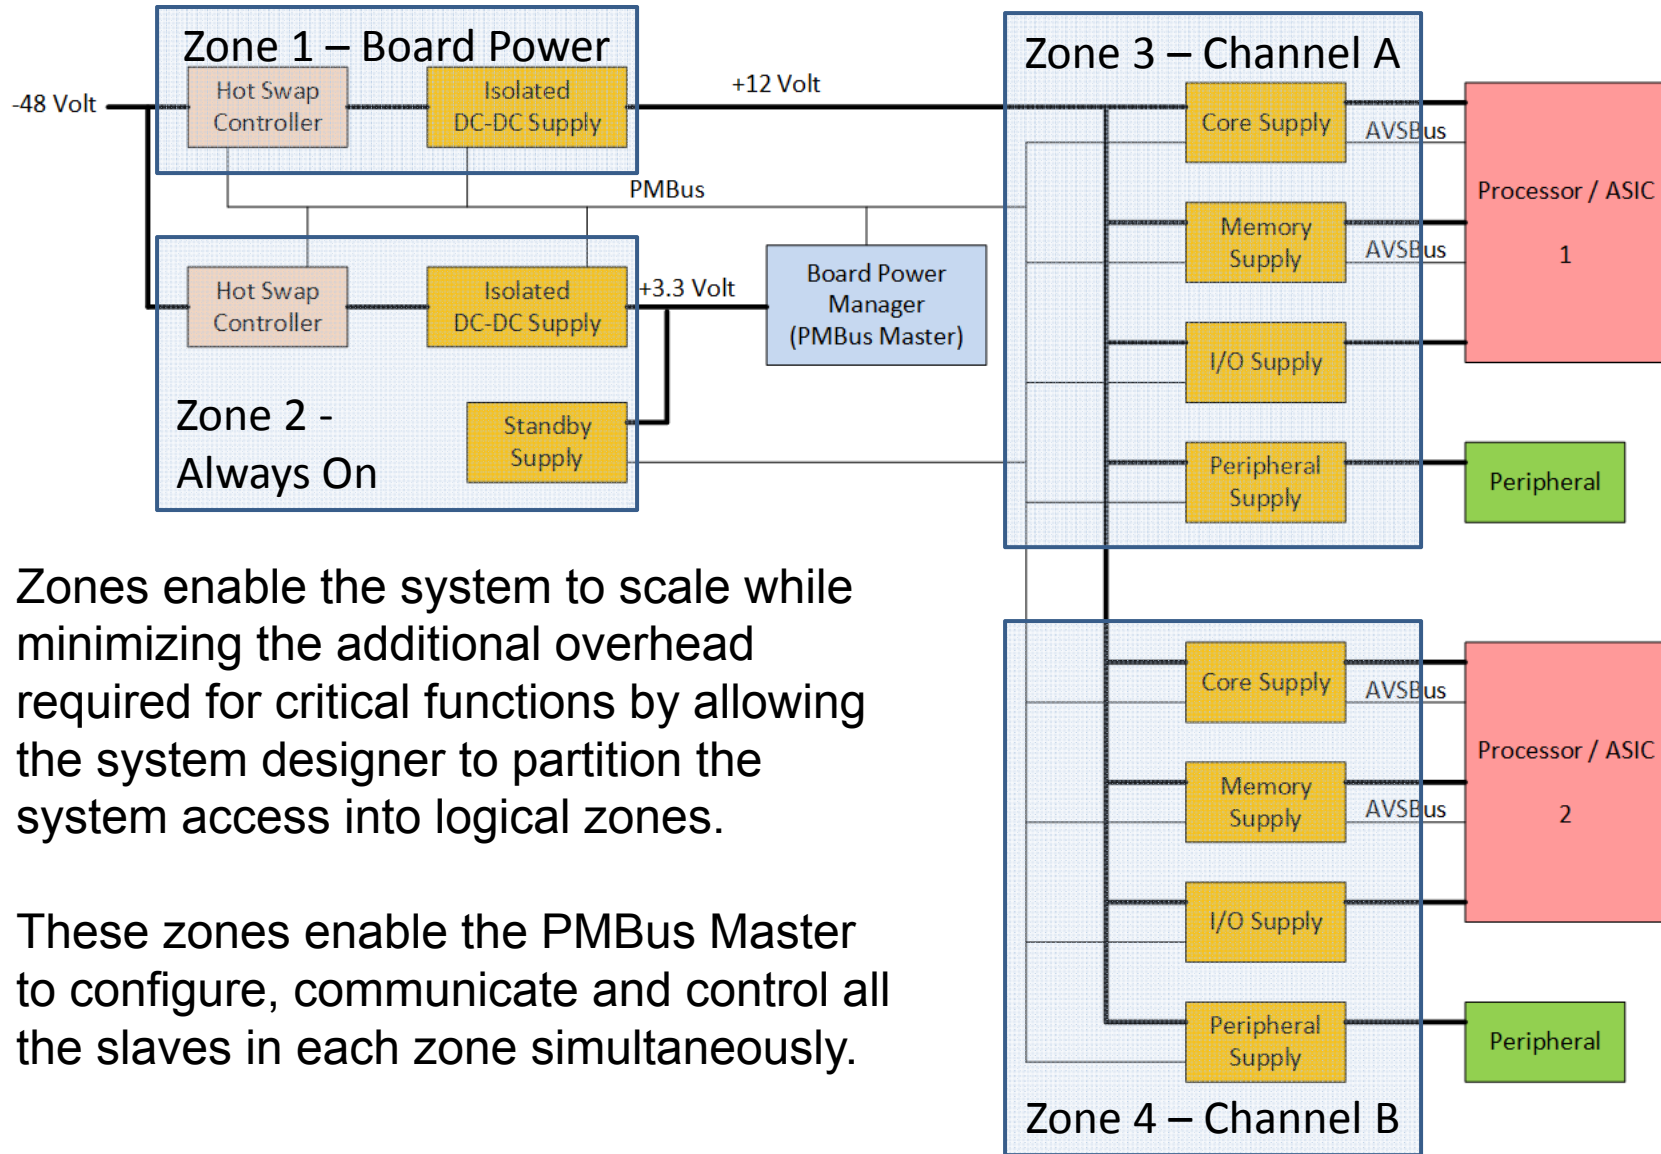 Zone 1 – Board Power
-48 Volt
Hot Swap
Controller
Isolated
DC-DC Supply
+12 Volt
PMBus
Hot Swap
Controller
Isolated
DC-DC Supply
+3.3 Volt
Board Power
Manager
(PMBus Master)
Zone 2 -
Always On
Standby
Supply
Zone 3 – Channel A
Core Supply
AVSBus
Memory
Supply
AVSBus
I/O Supply
Peripheral
Supply
Processor / ASIC
1
Peripheral
Zones enable the system to scale while
minimizing the additional overhead
required for critical functions by allowing
the system designer to partition the
system access into logical zones.
These zones enable the PMBus Master
to configure, communicate and control all
the slaves in each zone simultaneously.
Core Supply
AVSBus
Memory
Supply
AVSBus
I/O Supply
Peripheral
Supply
Zone 4 – Channel B
Processor / ASIC
2
Peripheral